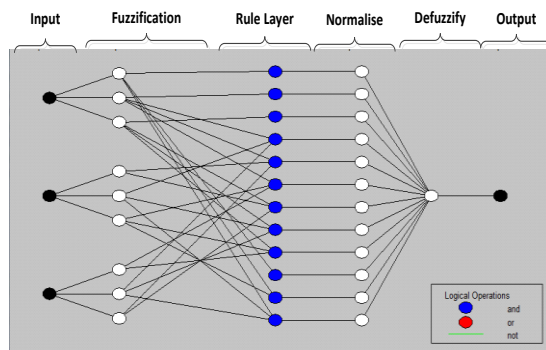 Input Fuzzification Rule Layer Normalise Defuzzify Output
Logical Operations
and
or
not